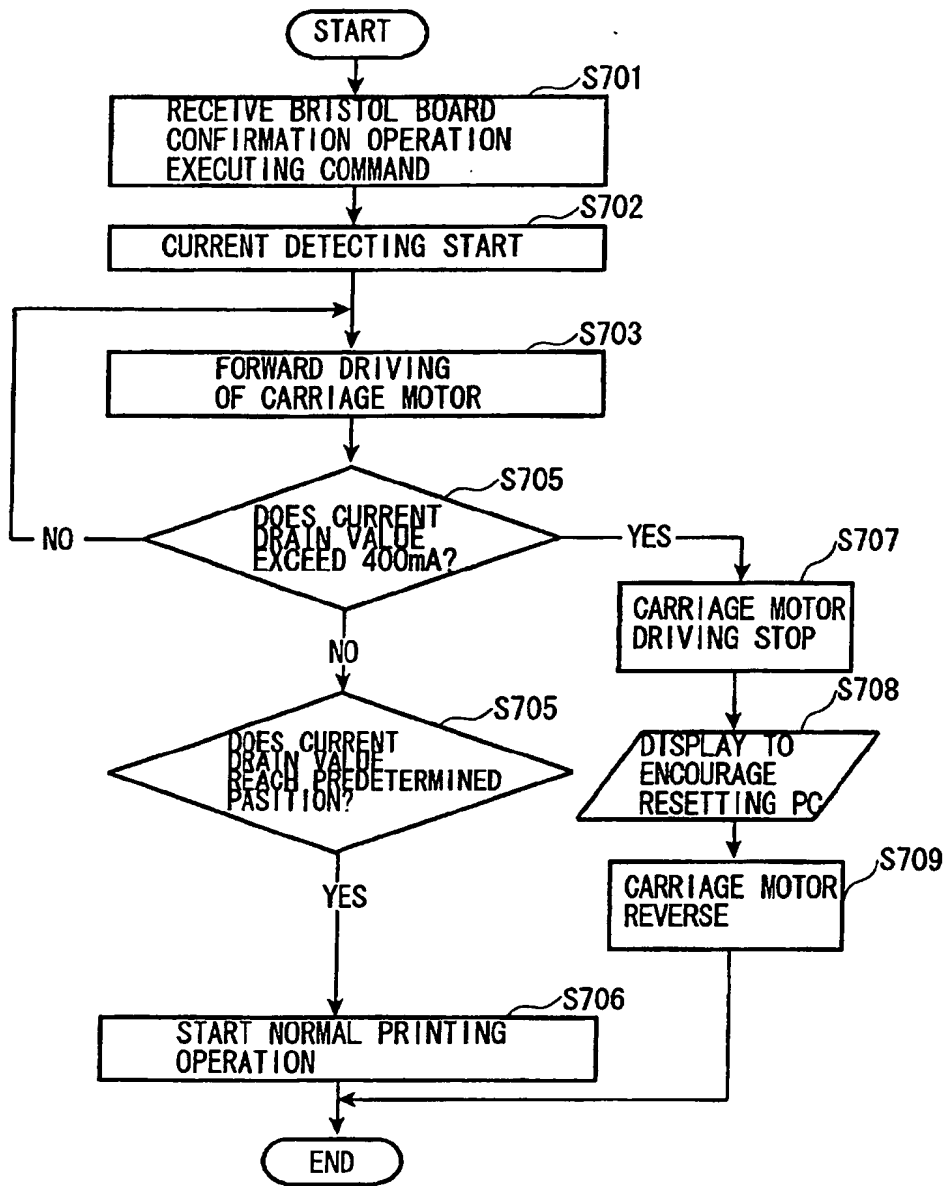 START
S701
RECEIVE BRISTOL BOARD
CONFIRMATION OPERATION
EXECUTING COMMAND
S702
CURRENT DETECTING START
S703
FORWARD DRIVING
OF CARRIAGE MOTOR
S705
DOES CURRENT
DRAIN VALUE
EXCEED 400mA?
NO
YES
S707
CARRIAGE MOTOR
DRIVING STOP
NO
S705
DOES CURRENT
DRAIN VALUE
REACH PREDETERMINED
PASITION?
S708
DISPLAY TO
ENCOURAGE
RESETTING PC
YES
S709
CARRIAGE MOTOR
REVERSE
S706
START NORMAL PRINTING
OPERATION
END